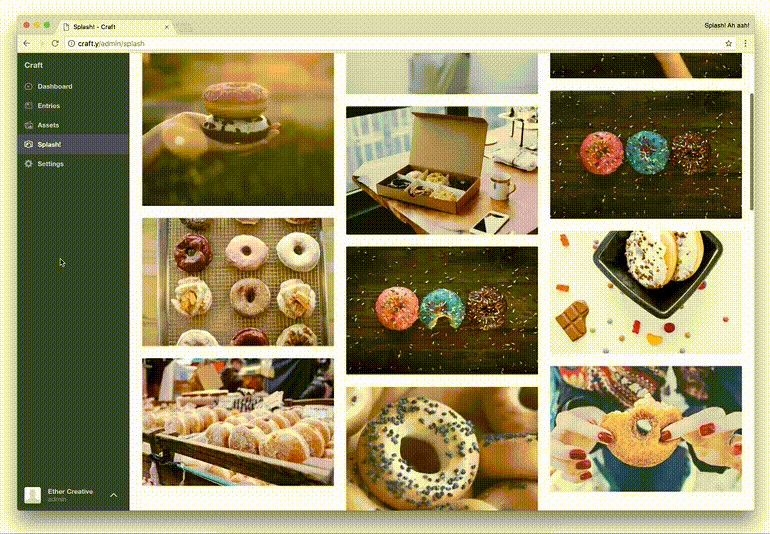 Splash! - Craft
Splash! Ah aah!
craft.y/admin/splash
Craft
Dashboard
Entries
Assets
Splash!
Settings
Ether Creative
admin